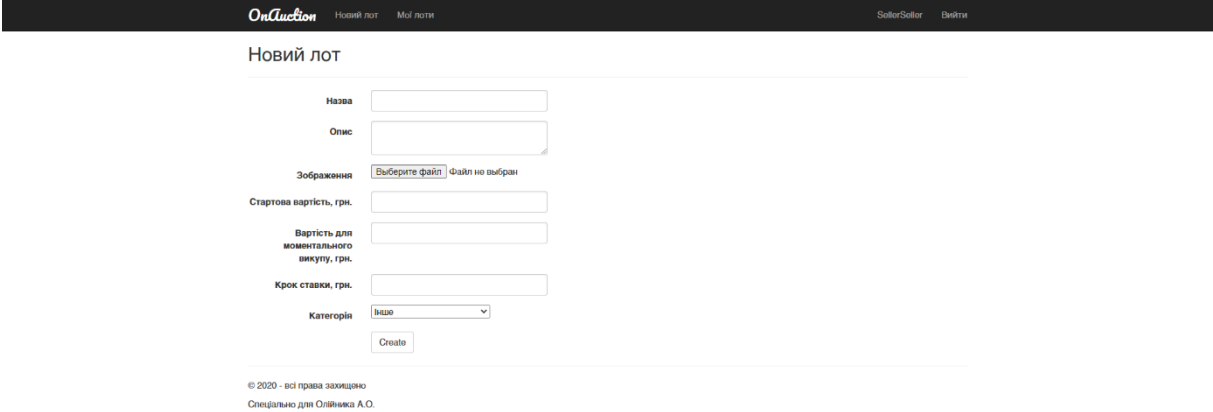 OnAuction Новий лот Мої лоти SellerSeller Вийти
Новий лот
Назва
Опис
Зображення Выберите файл Файл не выбран
Стартова вартість, грн.
Вартість для
моментального
викупу, грн.
Крок ставки, грн.
Категорія Інше
Create
© 2020 - всі права захищено
Спеціально для Олійника А.О.